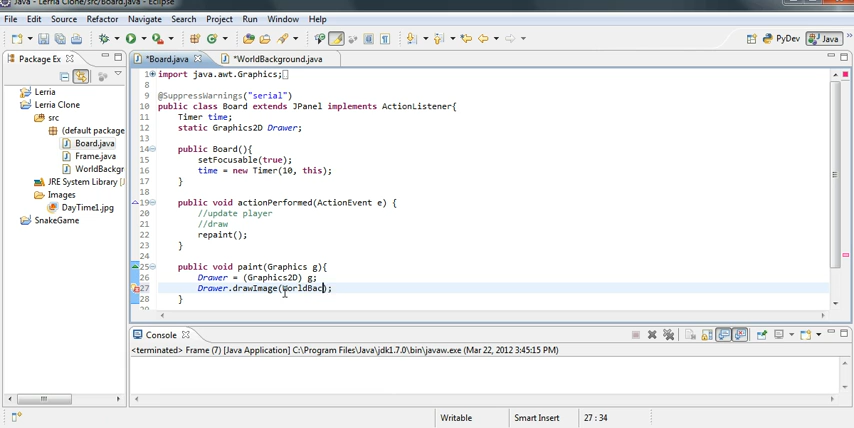 Java - Lerria Clone/src/Board.java - Eclipse
File Edit Source Refactor Navigate Search Project Run Window Help
PyDev Java
Package Ex
*Board.java *WorldBackground.java
Lerria
Lerria Clone
src
(default package
Board.java
Frame.java
WorldBackgr
JRE System Library [J
Images
DayTime1.jpg
SnakeGame
1 import java.awt.Graphics;
8
9 @SuppressWarnings("serial")
10 public class Board extends JPanel implements ActionListener{
11 Timer time;
12 static Graphics2D Drawer;
13
14 public Board(){
15 setFocusable(true);
16 time = new Timer(10, this);
17 }
18
19 public void actionPerformed(ActionEvent e) {
20 //update player
21 //draw
22 repaint();
23 }
24
25 public void paint(Graphics g){
26 Drawer = (Graphics2D) g;
27 Drawer.drawImage(WorldBac);
28 }
Console
<terminated> Frame (7) [Java Application] C:\Program Files\Java\jdk1.7.0\bin\javaw.exe (Mar 22, 2012 3:45:15 PM)
Writable Smart Insert 27 : 34